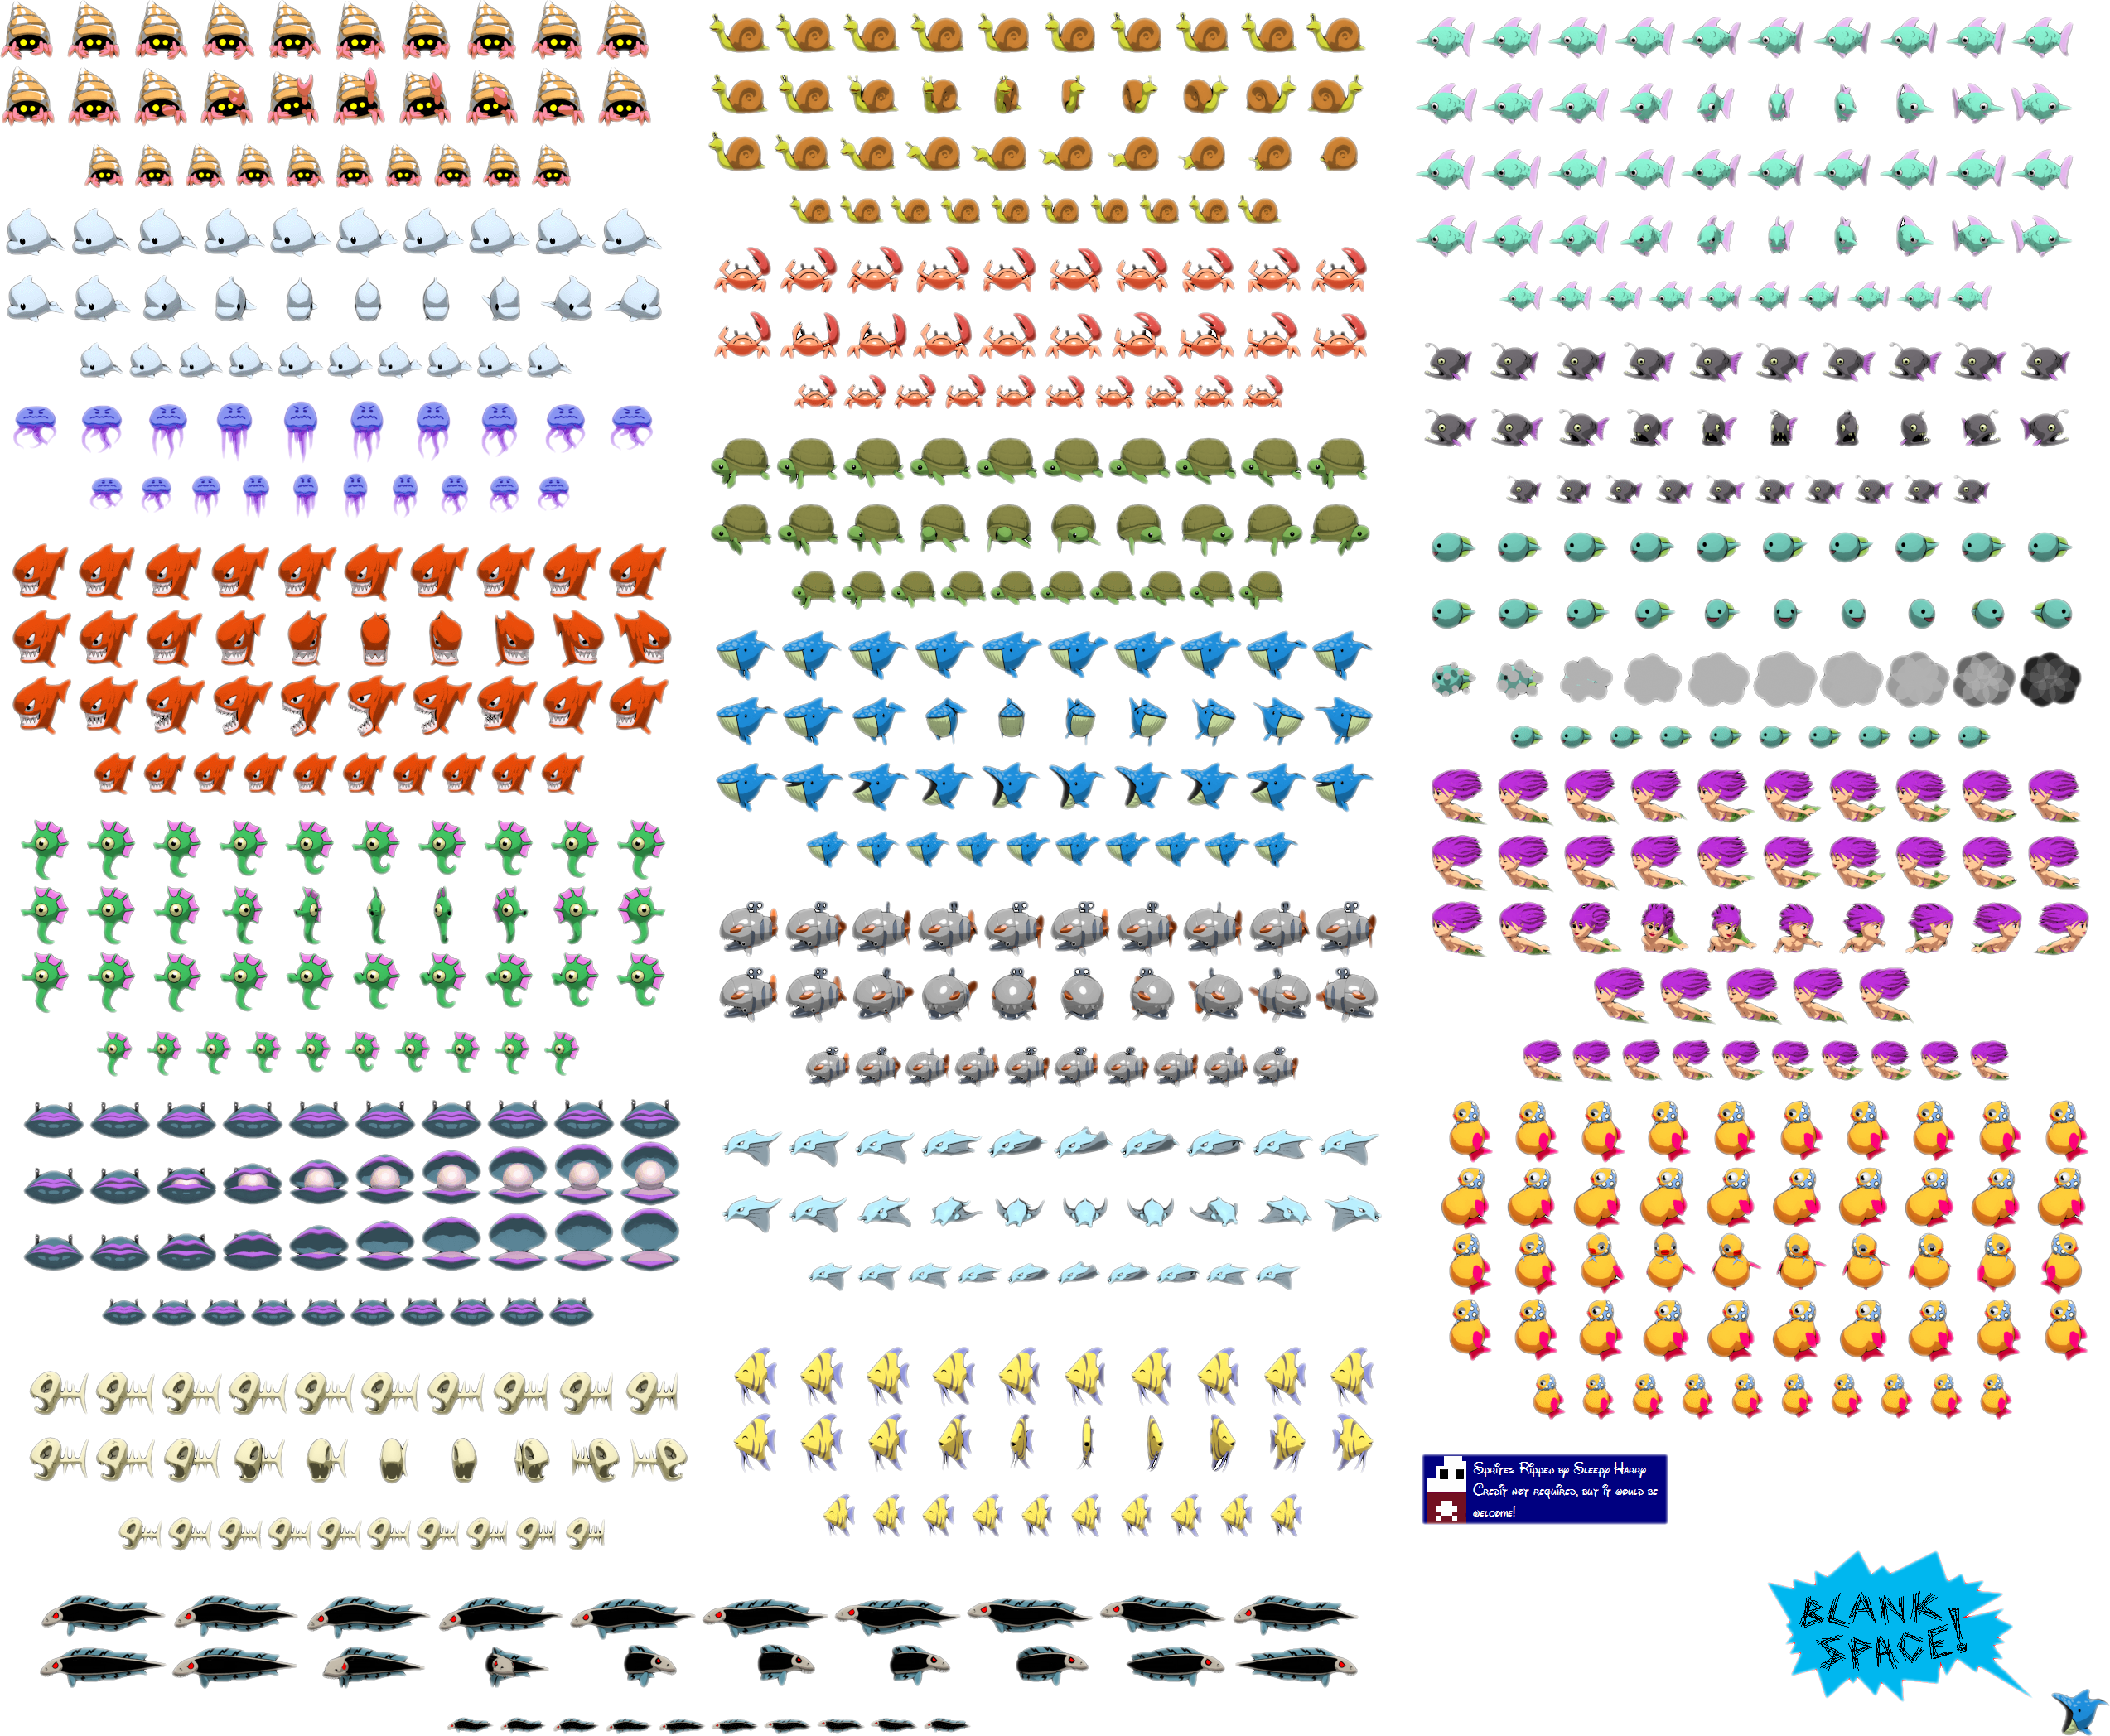 Sprites Ripped by Sleepy Harry.
Credit not required, but it would be
welcome!
BLANK
SPACE!